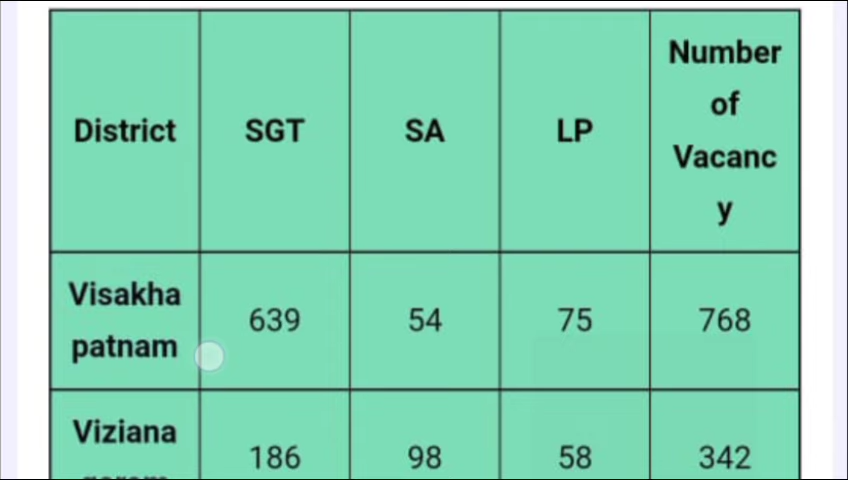 District SGT SA LP Number
of
Vacanc
y
Visakha
patnam 639 54 75 768
Viziana
186 98 58 342